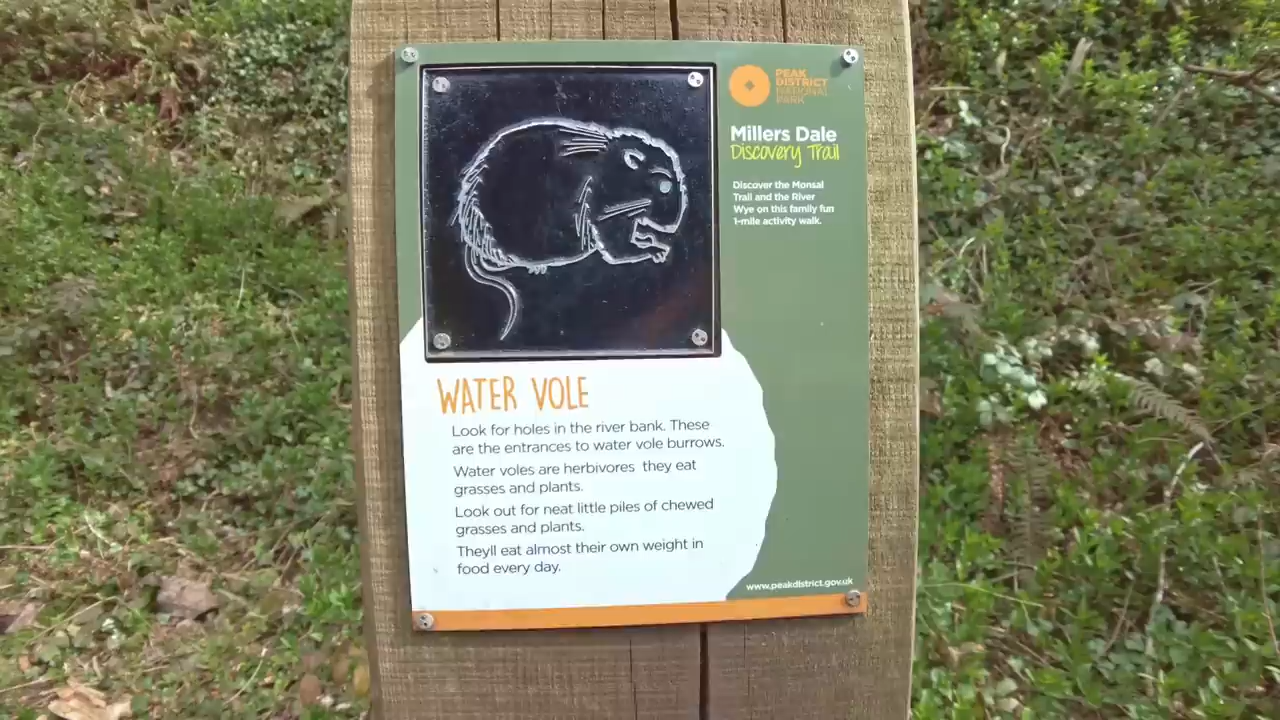 PEAK
DISTRICT
NATIONAL
PARK
Millers Dale
Discovery Trail
Discover the Monsal
Trail and the River
Wye on this family fun
1-mile activity walk.
WATER VOLE
Look for holes in the river bank. These
are the entrances to water vole burrows.
Water voles are herbivores  they eat
grasses and plants.
Look out for neat little piles of chewed
grasses and plants.
Theyll eat almost their own weight in
food every day.
www.peakdistrict.gov.uk